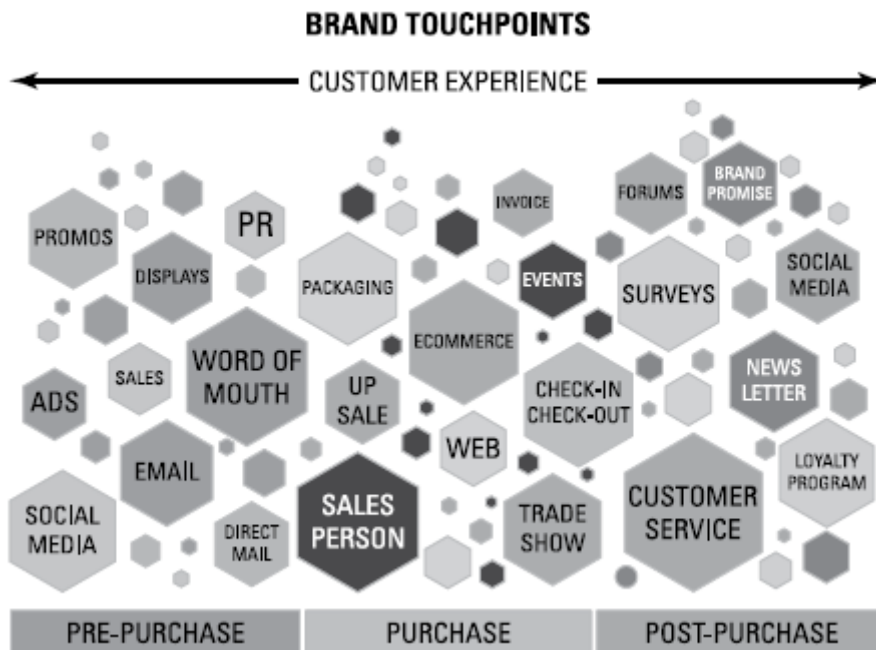 BRAND TOUCHPOINTS
CUSTOMER EXPERIENCE
PROMOS
DISPLAYS
PR
ADS
SALES
WORD OF
MOUTH
EMAIL
SOCIAL
MEDIA
DIRECT
MAIL
PACKAGING
INVOICE
EVENTS
ECOMMERCE
UP
SALE
CHECK-IN
CHECK-OUT
WEB
SALES
PERSON
TRADE
SHOW
FORUMS
BRAND
PROMISE
SURVEYS
SOCIAL
MEDIA
NEWS
LETTER
CUSTOMER
SERVICE
LOYALTY
PROGRAM
PRE-PURCHASE
PURCHASE
POST-PURCHASE